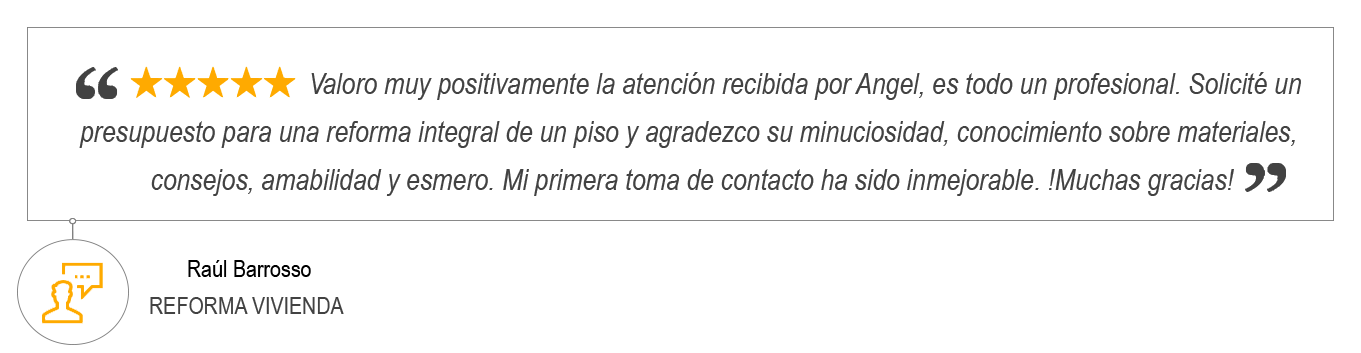 “ Valoro muy positivamente la atención recibida por Angel, es todo un profesional. Solicité un
presupuesto para una reforma integral de un piso y agradezco su minuciosidad, conocimiento sobre materiales,
consejos, amabilidad y esmero. Mi primera toma de contacto ha sido inmejorable. !Muchas gracias! ”
Raúl Barrosso
REFORMA VIVIENDA